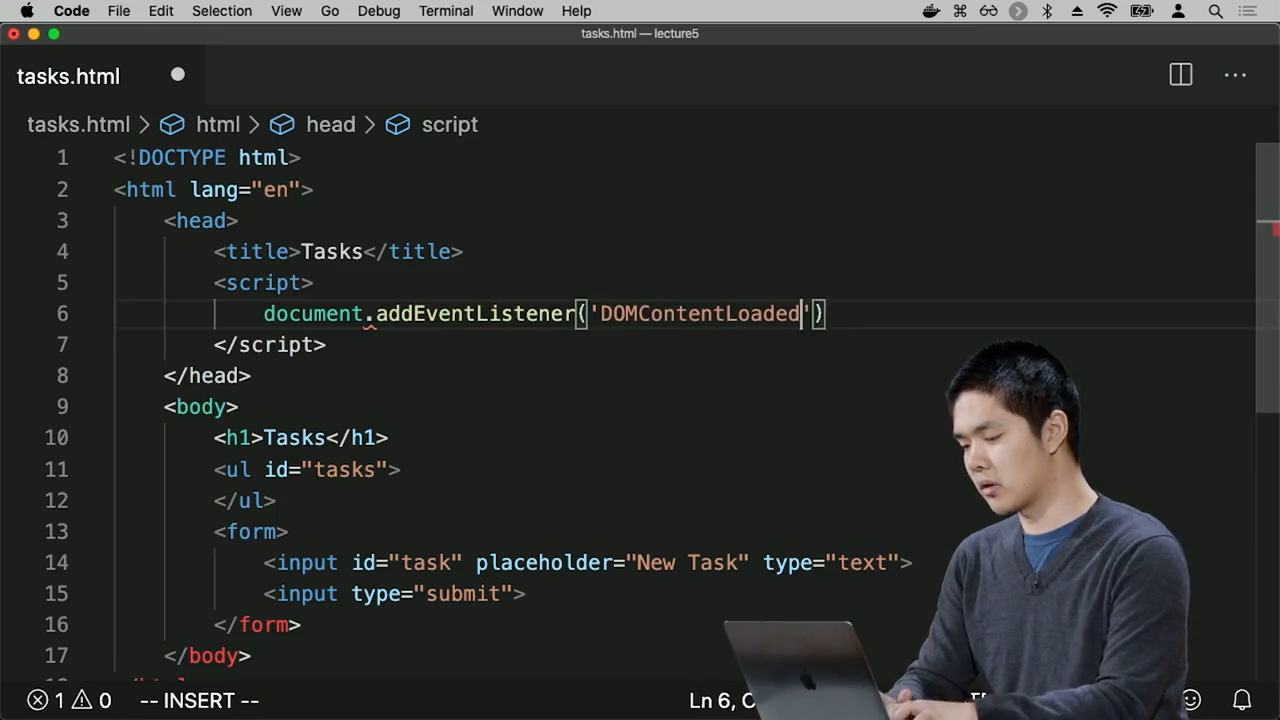 Code File Edit Selection View Go Debug Terminal Window Help
tasks.html — lecture5
tasks.html
tasks.html > html > head > script
1 <!DOCTYPE html>
2 <html lang="en">
3 <head>
4 <title>Tasks</title>
5 <script>
6 document.addEventListener('DOMContentLoaded')
7 </script>
8 </head>
9 <body>
10 <h1>Tasks</h1>
11 <ul id="tasks">
12 </ul>
13 <form>
14 <input id="task" placeholder="New Task" type="text">
15 <input type="submit">
16 </form>
17 </body>
1 0 -- INSERT -- Ln 6, C